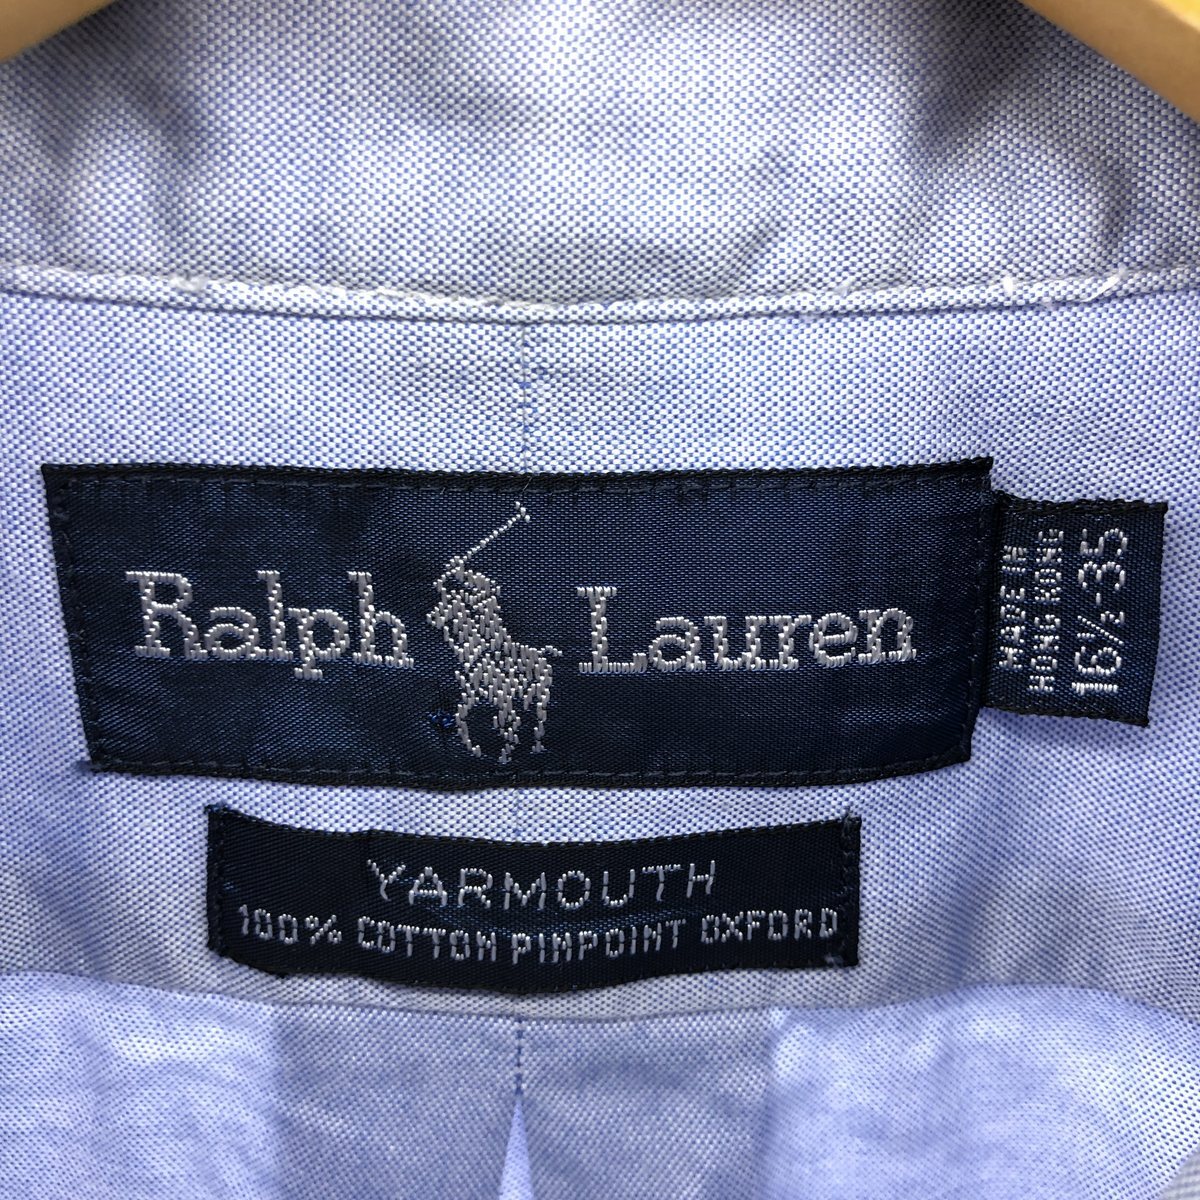 Ralph Lauren
MADE IN
HONG KONG
16½-35
YARMOUTH
100% COTTON PINPOINT OXFORD